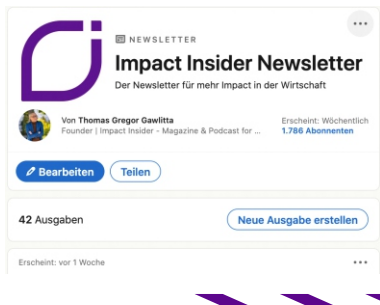 NEWSLETTER
Impact Insider Newsletter
Der Newsletter für mehr Impact in der Wirtschaft
Von Thomas Gregor Gawlitta
Founder | Impact Insider - Magazine & Podcast for ...
Erscheint: Wöchentlich
1.786 Abonnenten
Bearbeiten
Teilen
42 Ausgaben
Neue Ausgabe erstellen
Erscheint: vor 1 Woche